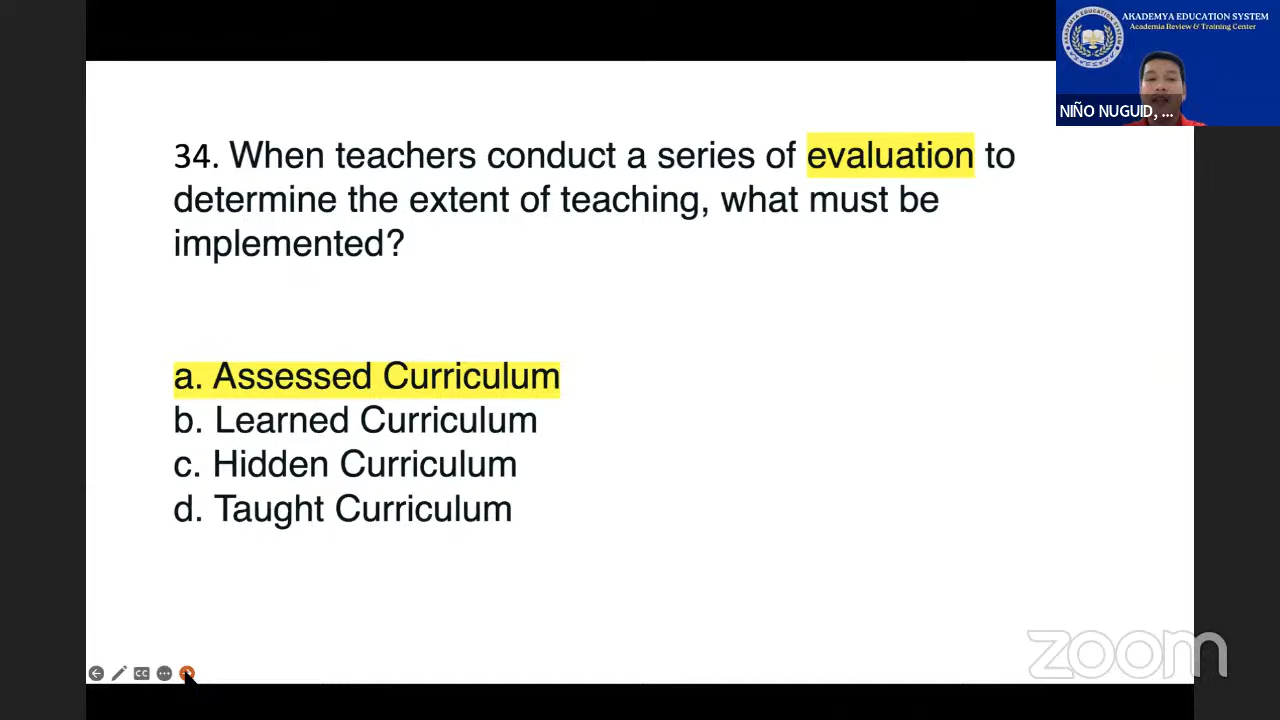 AKADEMYA EDUCATION SYSTEM
Academia Review & Training Center
NIÑO NUGUID, ...
34. When teachers conduct a series of evaluation to
determine the extent of teaching, what must be
implemented?
a. Assessed Curriculum
b. Learned Curriculum
c. Hidden Curriculum
d. Taught Curriculum
CC
zoom